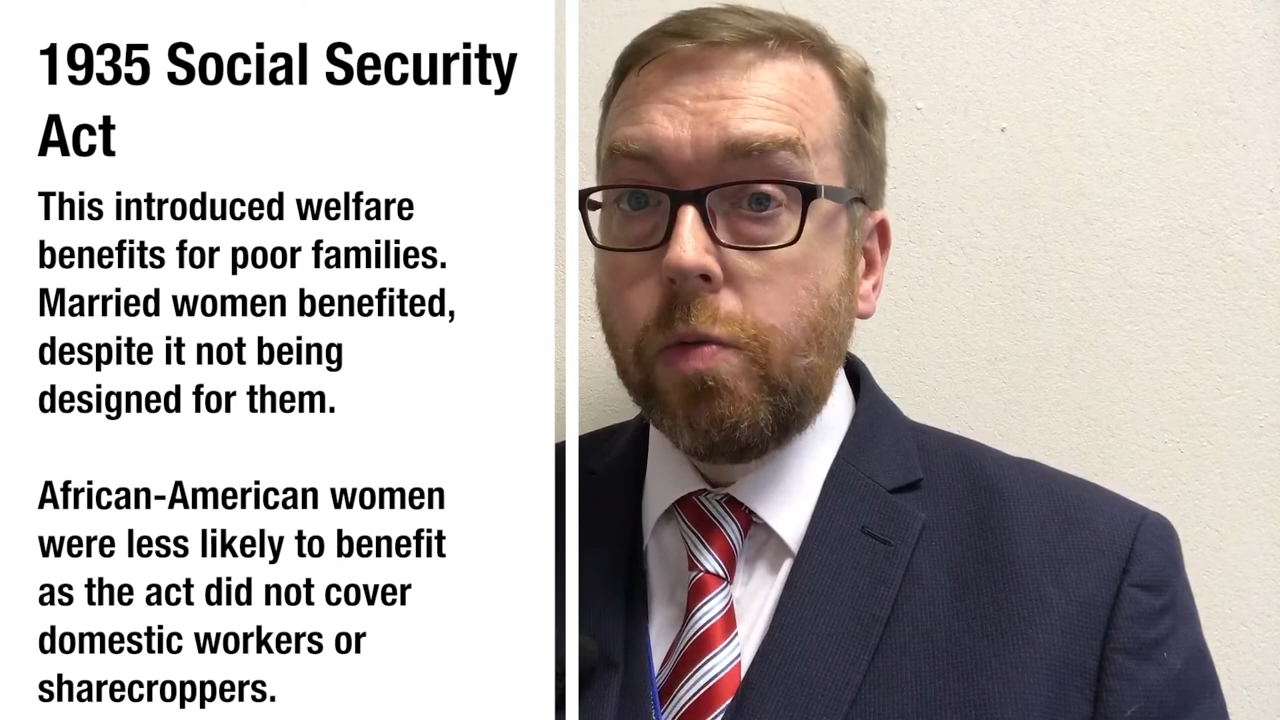 1935 Social Security
Act
This introduced welfare
benefits for poor families.
Married women benefited,
despite it not being
designed for them.
African-American women
were less likely to benefit
as the act did not cover
domestic workers or
sharecroppers.